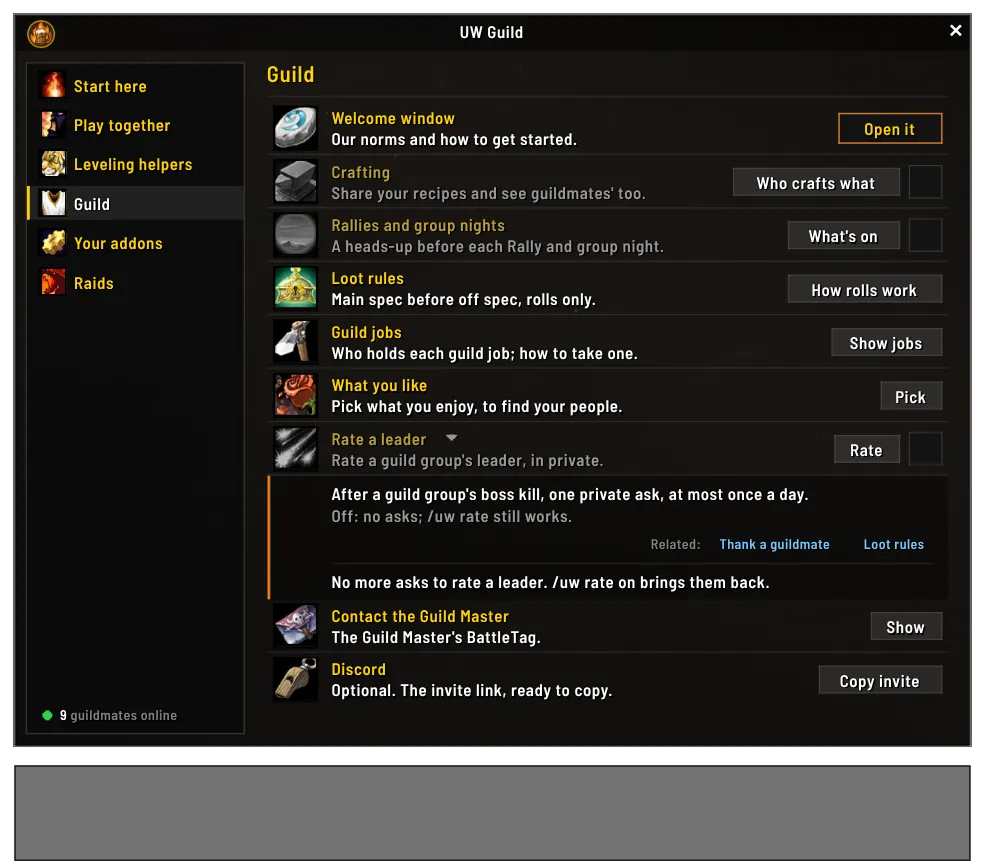 UW Guild
Start here
Play together
Leveling helpers
Guild
Your addons
Raids
9 guildmates online
Guild
Welcome window
Our norms and how to get started.
Open it
Crafting
Share your recipes and see guildmates' too.
Who crafts what
Rallies and group nights
A heads-up before each Rally and group night.
What's on
Loot rules
Main spec before off spec, rolls only.
How rolls work
Guild jobs
Who holds each guild job; how to take one.
Show jobs
What you like
Pick what you enjoy, to find your people.
Pick
Rate a leader
Rate a guild group's leader, in private.
Rate
After a guild group's boss kill, one private ask, at most once a day.
Off: no asks; /uw rate still works.
Related: Thank a guildmate Loot rules
No more asks to rate a leader. /uw rate on brings them back.
Contact the Guild Master
The Guild Master's BattleTag.
Show
Discord
Optional. The invite link, ready to copy.
Copy invite